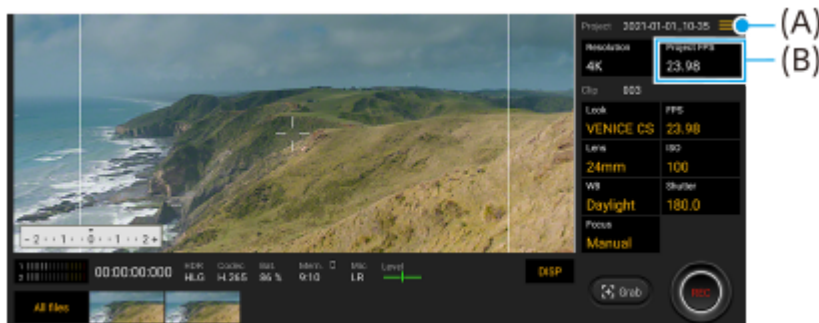 Project 2021-01-01_10-35
(A)
Resolution
4K
Project FPS
23.98
(B)
Clip 003
Look
VENICE CS
FPS
23.98
Lens
24mm
ISO
100
WB
Daylight
Shutter
180.0
Focus
Manual
-2··1··0··1··2+
1
2
00:00:00:000
HDR
HLG
Codec
H.265
Bat.
86 %
Mem.
9:10
Mic
LR
Level
DISP
All files
Grab
REC